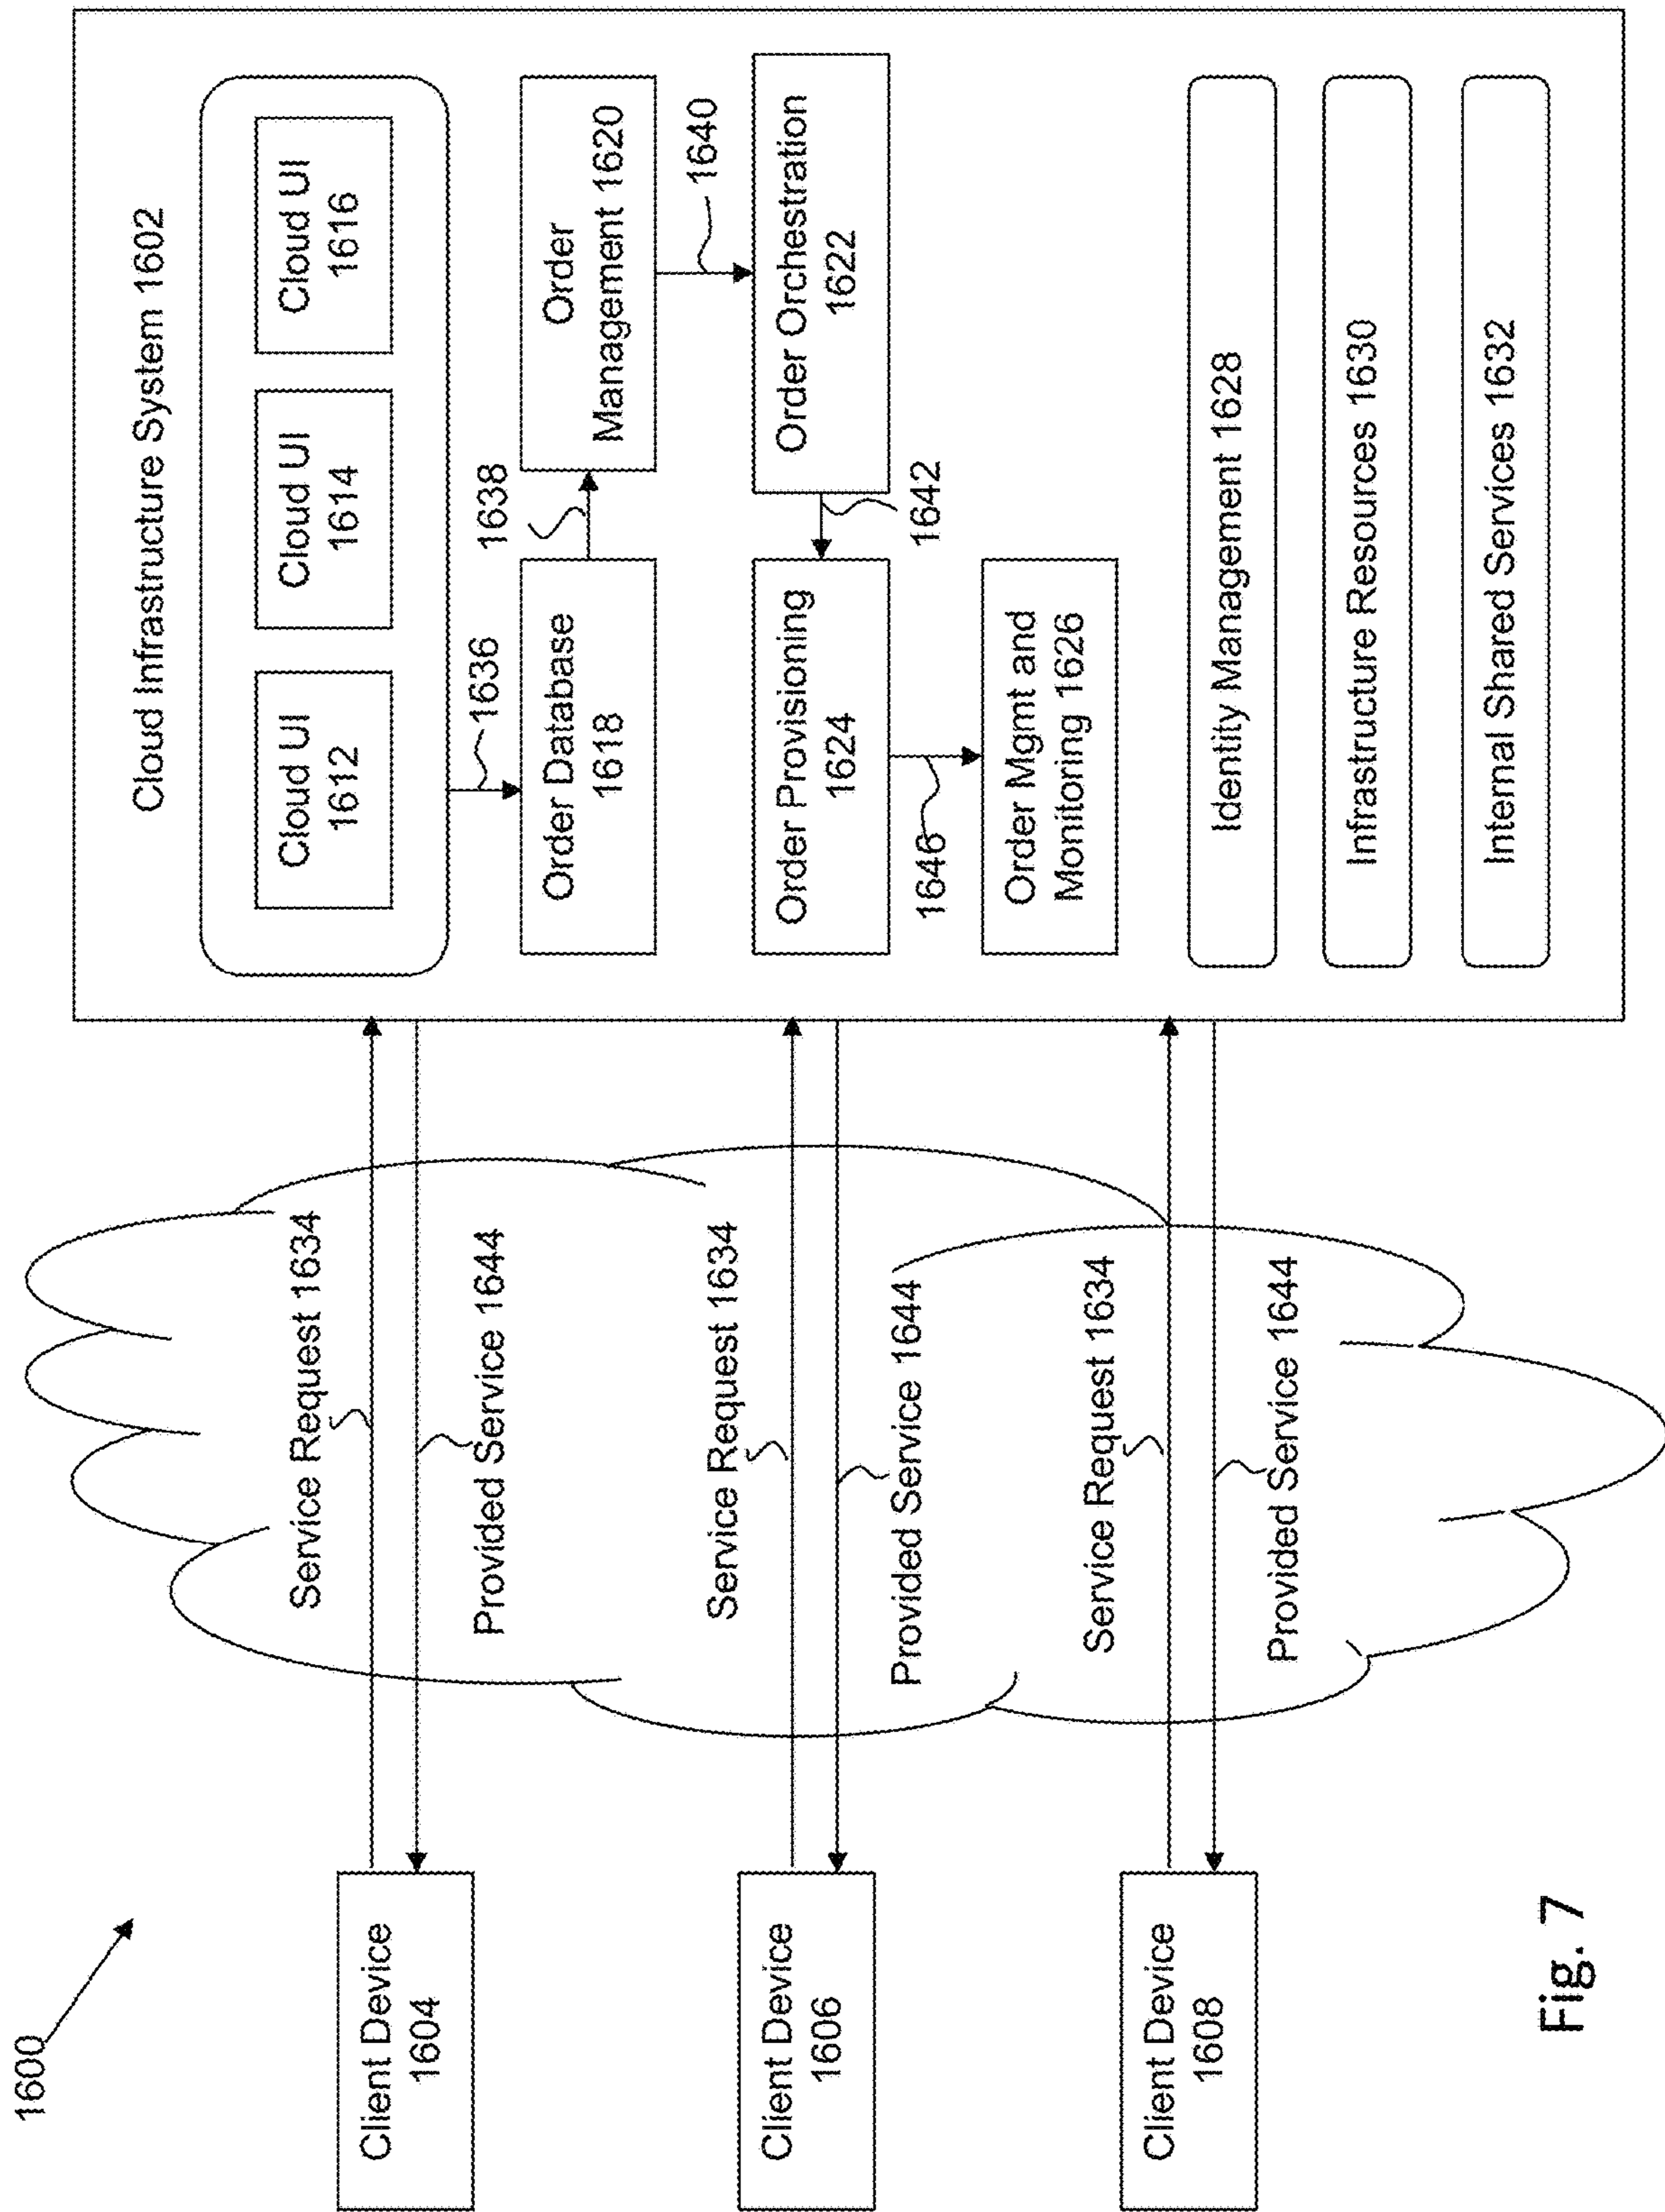 1600
Client Device
1604
Client Device
1606
Client Device
1608
Service Request 1634
Provided Service 1644
Service Request 1634
Provided Service 1644
Service Request 1634
Provided Service 1644
Cloud Infrastructure System 1602
Cloud UI
1612
Cloud UI
1614
Cloud UI
1616
1636
Order Database
1618
1638
Order
Management 1620
1640
Order Orchestration
1622
1642
Order Provisioning
1624
1646
Order Mgmt and
Monitoring 1626
Identity Management 1628
Infrastructure Resources 1630
Internal Shared Services 1632
Fig. 7